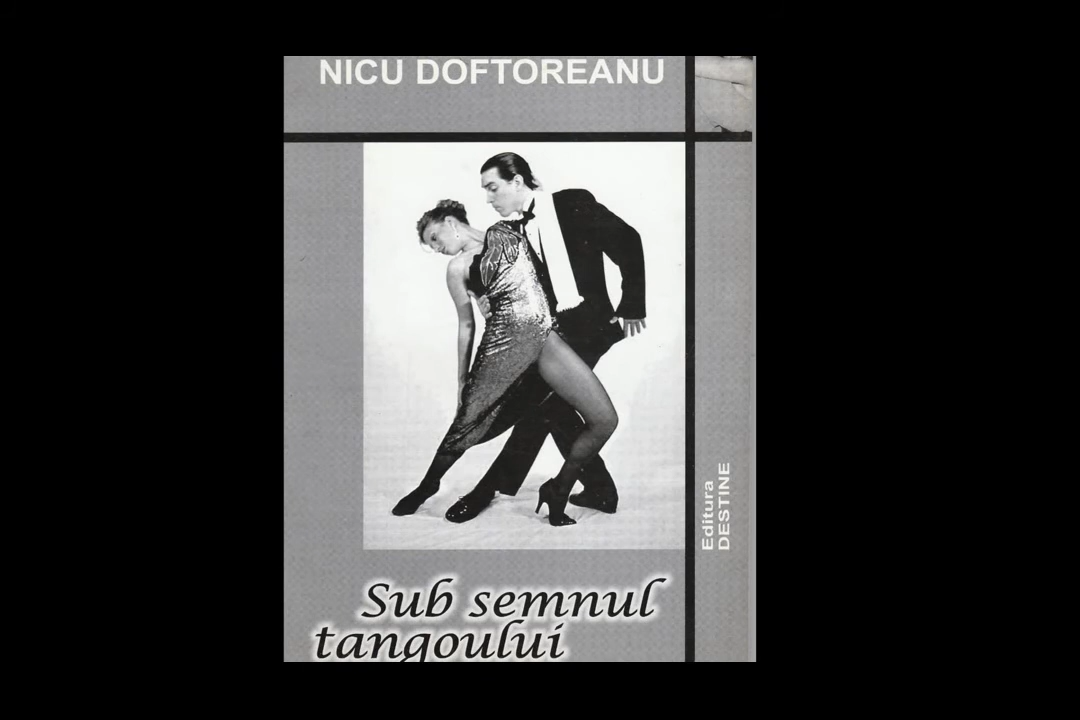 NICU DOFTOREANU
Editura
DESTINE
Sub semnul
tangoului